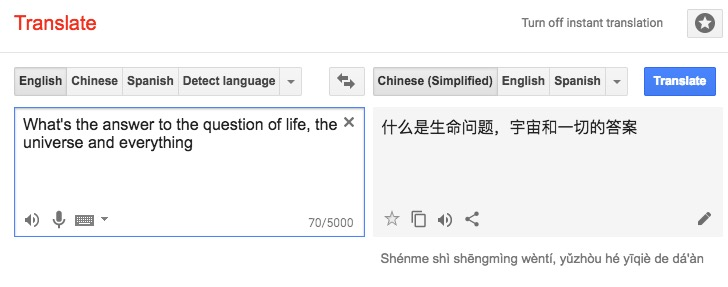 Translate
Turn off instant translation
English Chinese Spanish Detect language
Chinese (Simplified) English Spanish
Translate
What's the answer to the question of life, the
universe and everything
70/5000
什么是生命问题，宇宙和一切的答案
Shénme shì shēngmìng wèntí, yǔzhòu hé yīqiè de dá'àn